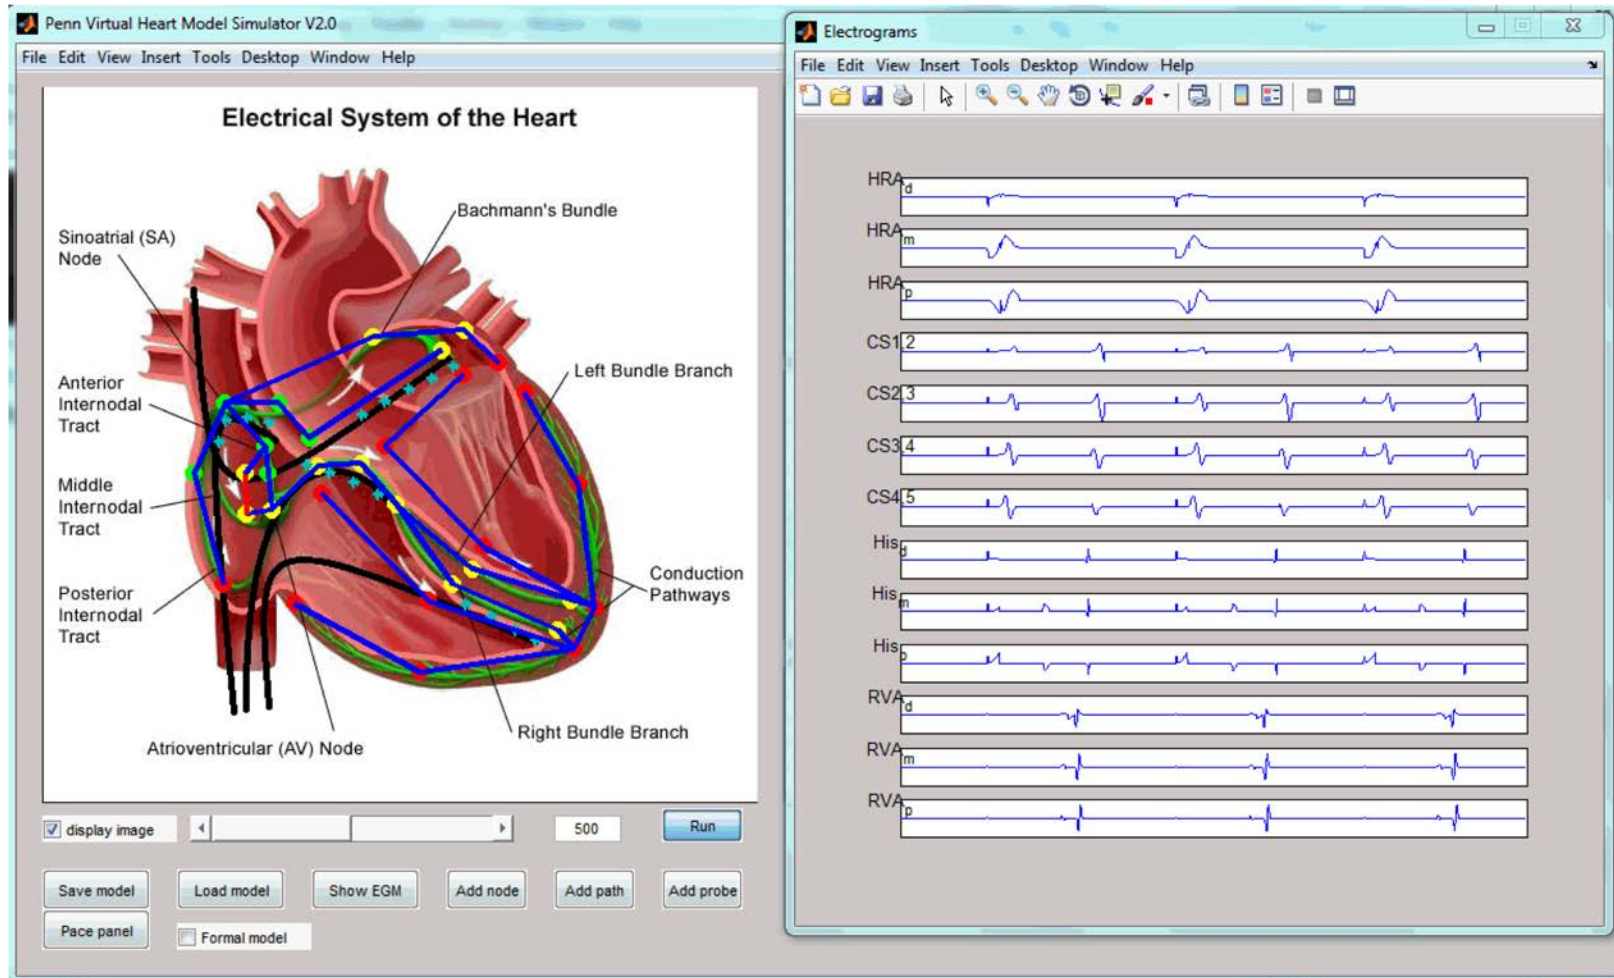 Penn Virtual Heart Model Simulator V2.0
File Edit View Insert Tools Desktop Window Help
Electrical System of the Heart
Bachmann's Bundle
Sinoatrial (SA)
Node
Left Bundle Branch
Anterior
Internodal
Tract
Middle
Internodal
Tract
Conduction
Pathways
Posterior
Internodal
Tract
Right Bundle Branch
Atrioventricular (AV) Node
display image
500
Run
Save model
Load model
Show EGM
Add node
Add path
Add probe
Pace panel
Formal model
Electrograms
File Edit View Insert Tools Desktop Window Help
HRAd
HRAm
HRAp
CS1,2
CS2,3
CS3,4
CS4,5
Hisd
Hism
Hisp
RVAd
RVAm
RVAp